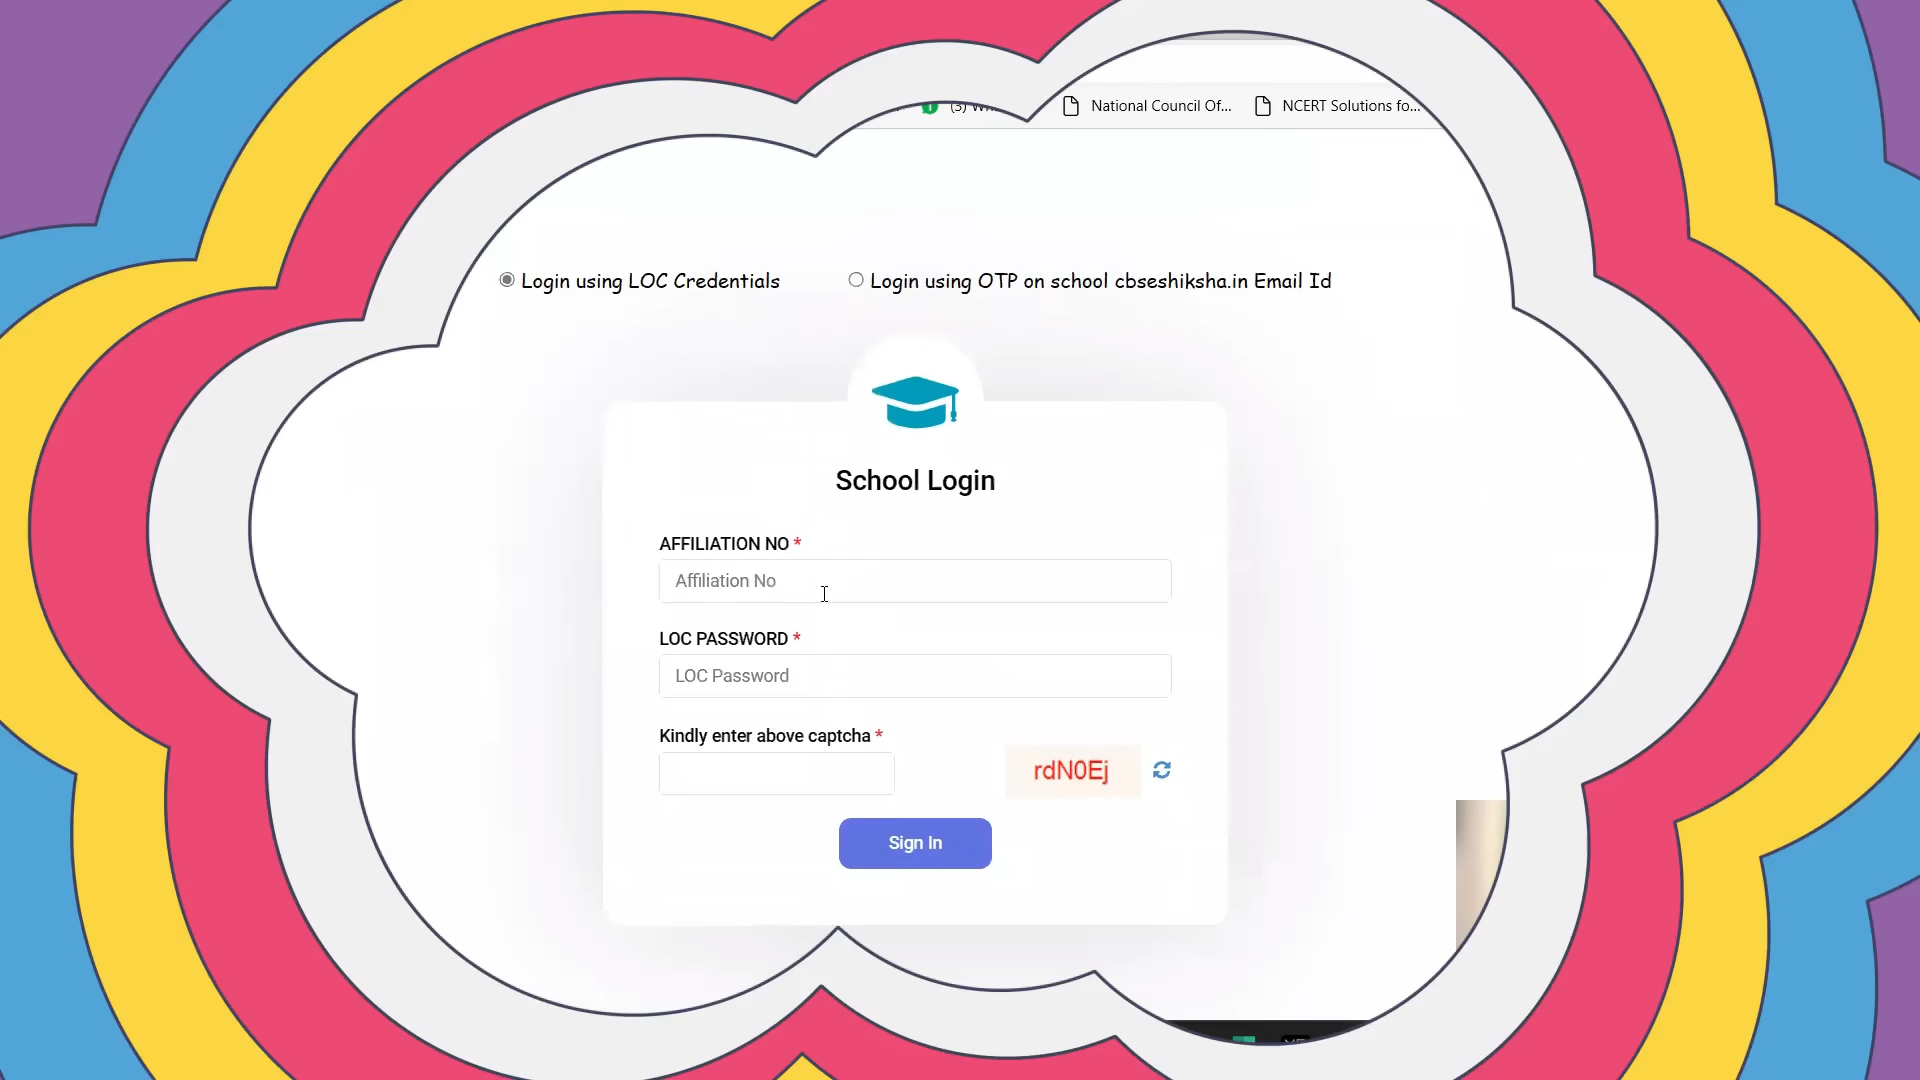 National Council Of...
NCERT Solutions fo...
Login using LOC Credentials
Login using OTP on school cbseshiksha.in Email Id
School Login
AFFILIATION NO *
Affiliation No
LOC PASSWORD *
LOC Password
Kindly enter above captcha *
rdN0Ej
Sign In